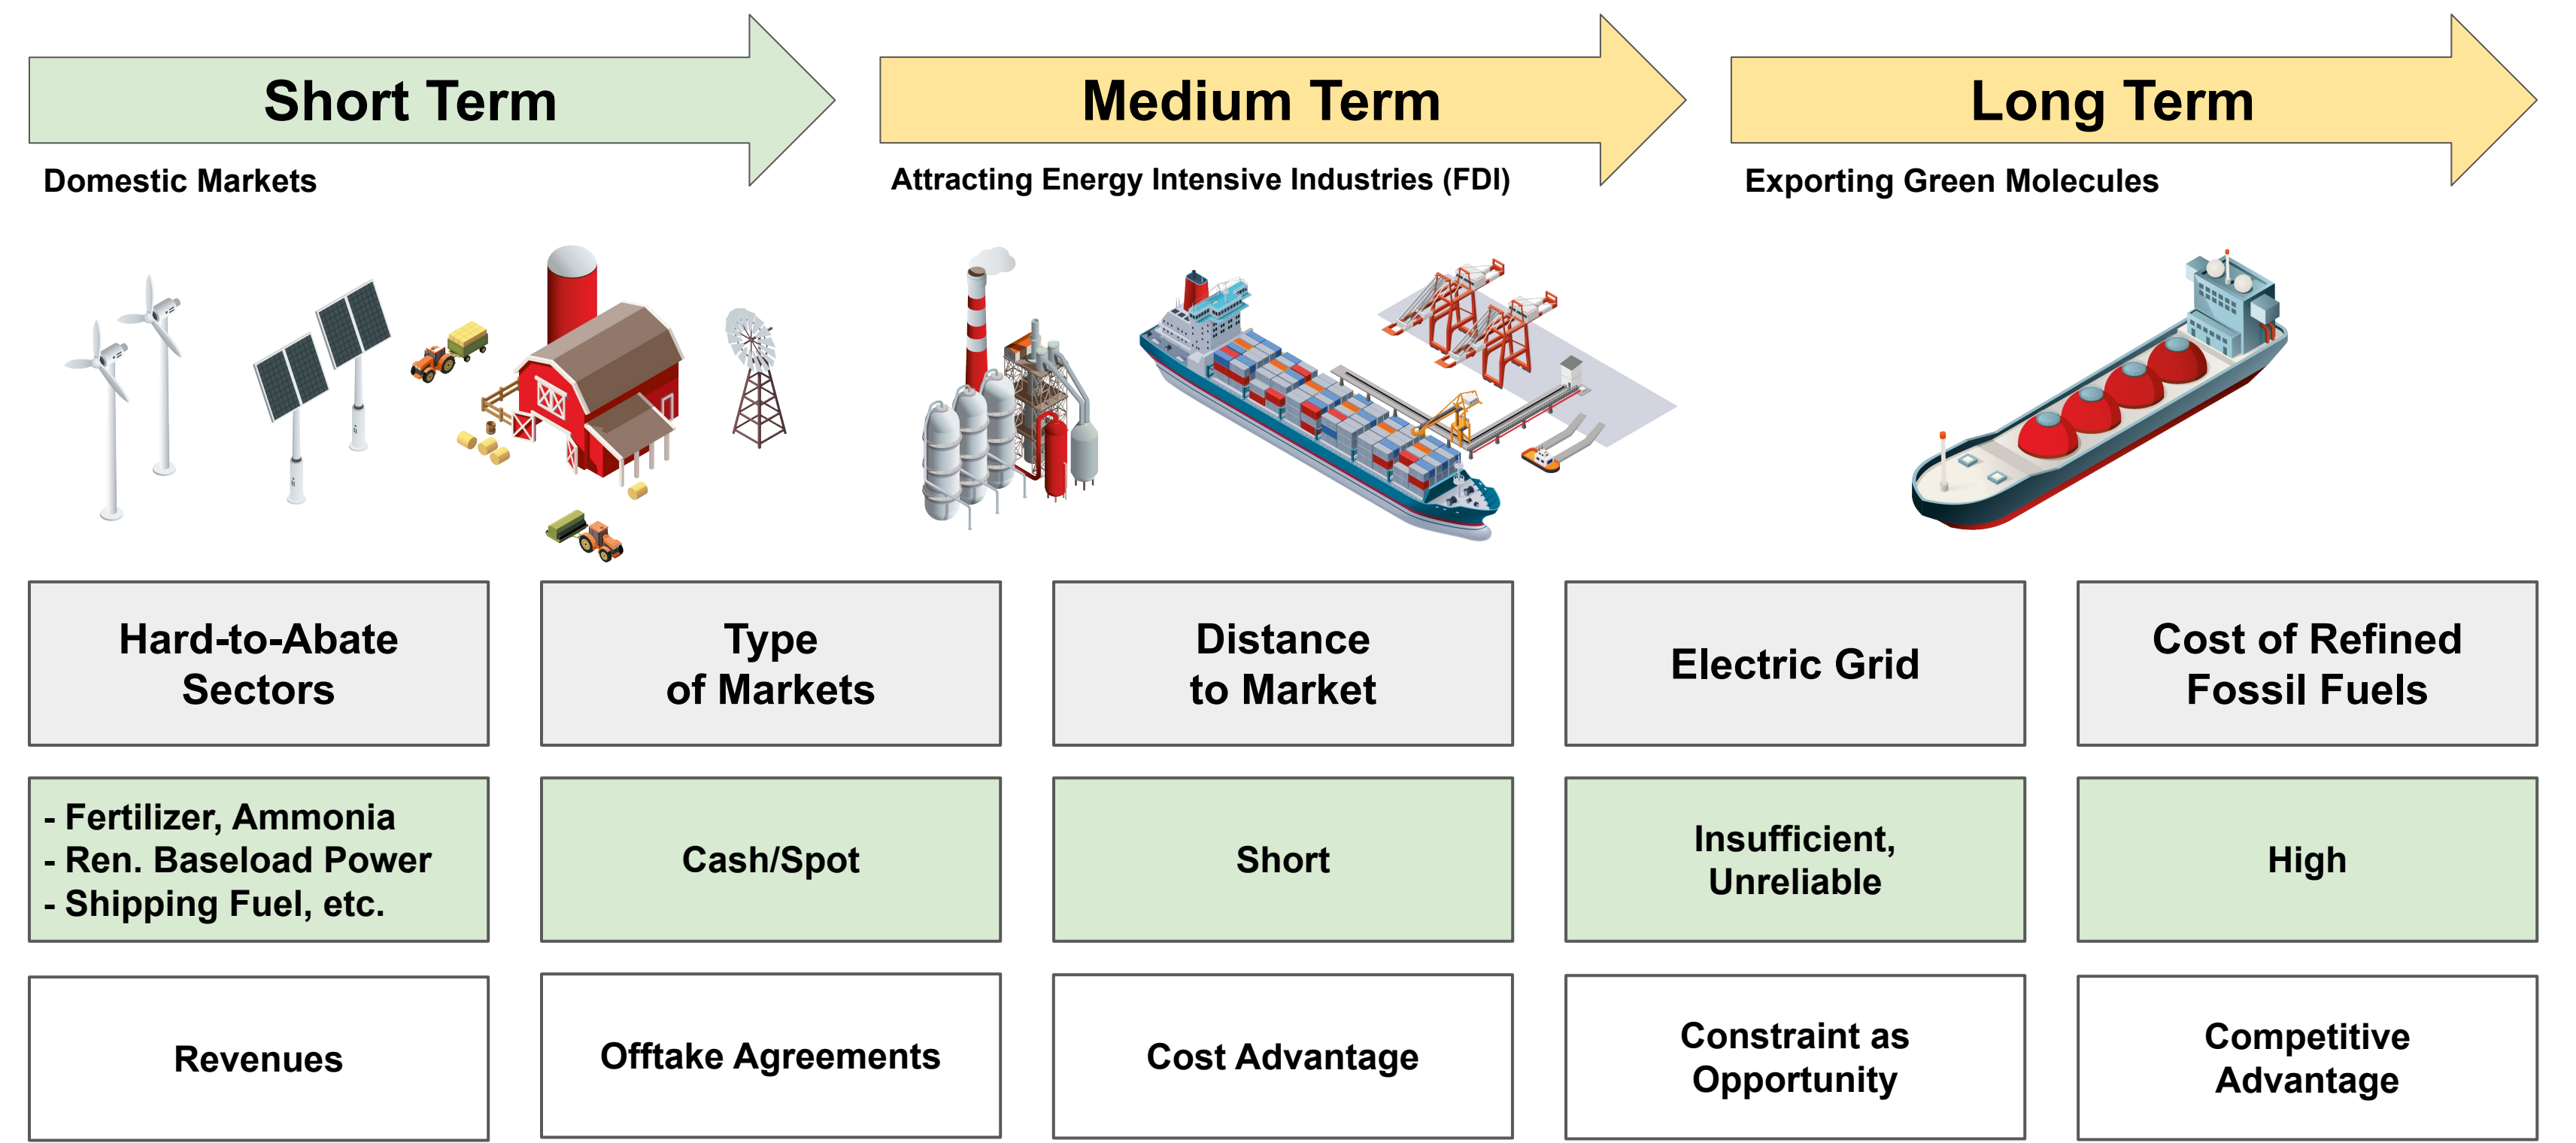 Short Term
Medium Term
Long Term
Domestic Markets
Attracting Energy Intensive Industries (FDI)
Exporting Green Molecules
Hard-to-Abate
Sectors
Type
of Markets
Distance
to Market
Electric Grid
Cost of Refined
Fossil Fuels
- Fertilizer, Ammonia
- Ren. Baseload Power
- Shipping Fuel, etc.
Cash/Spot
Short
Insufficient,
Unreliable
High
Revenues
Offtake Agreements
Cost Advantage
Constraint as
Opportunity
Competitive
Advantage